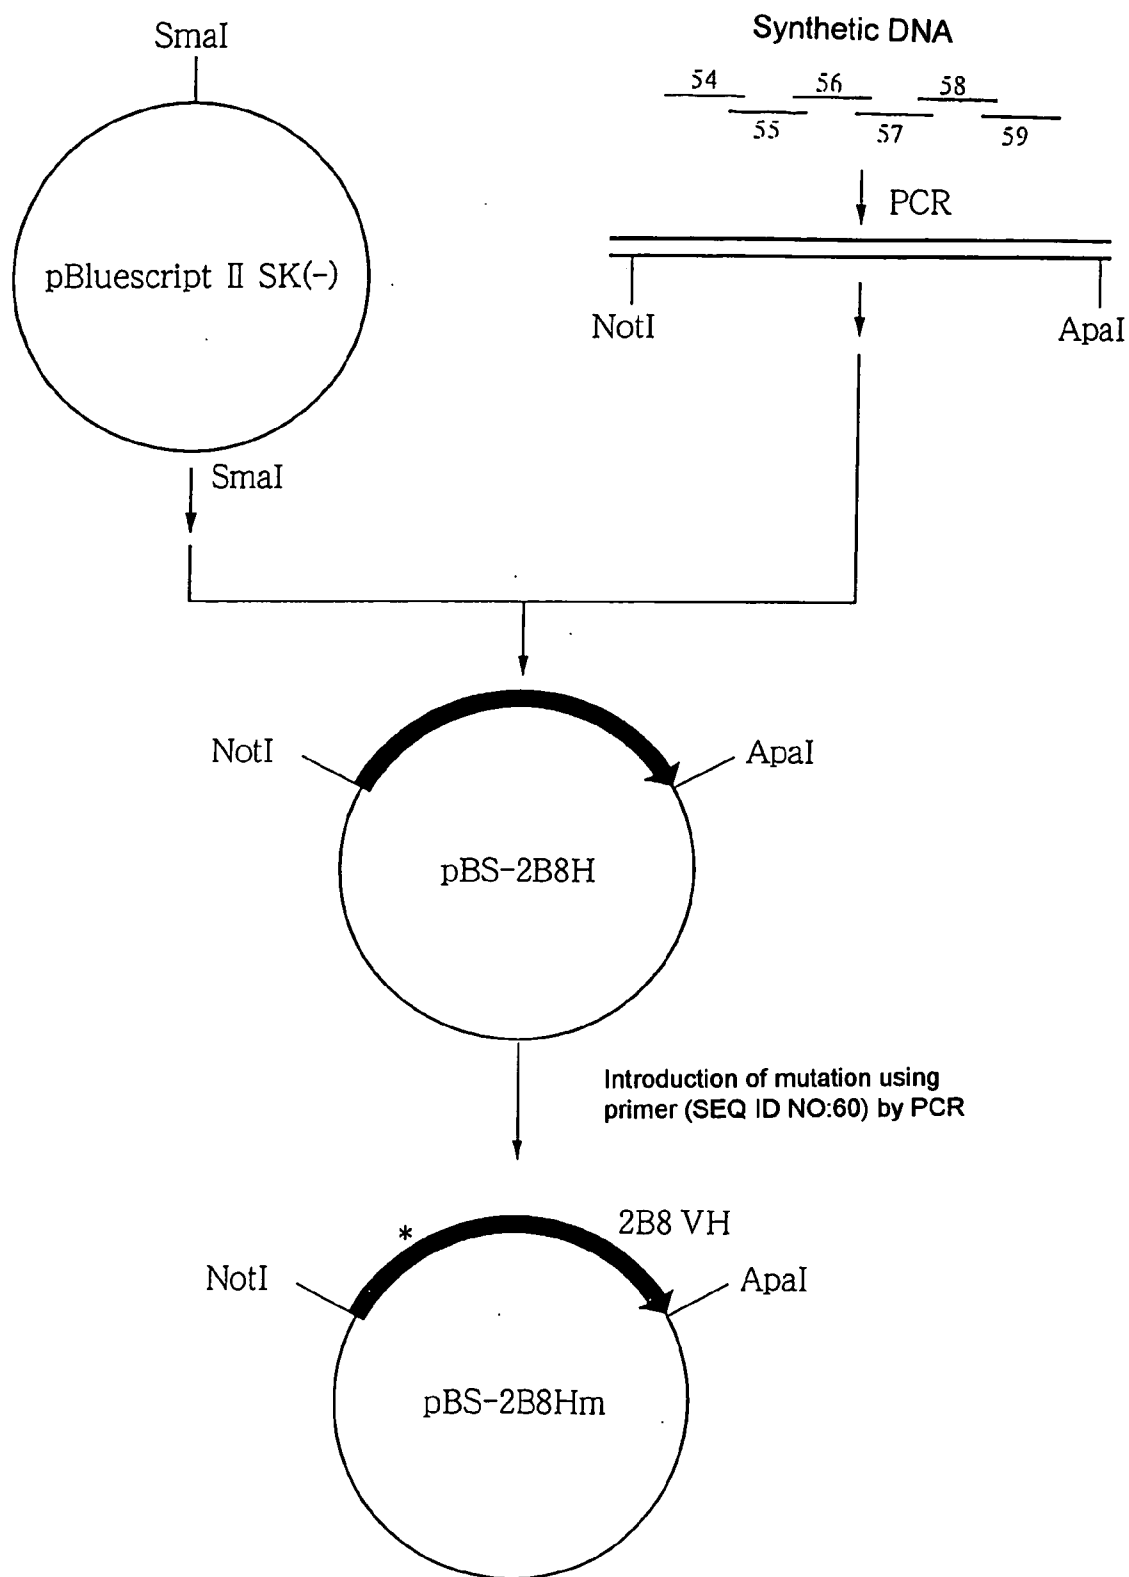 SmaI
Synthetic DNA
54
56
58
55
57
59
PCR
pBluescript II SK(-)
NotI
ApaI
SmaI
NotI
ApaI
pBS-2B8H
Introduction of mutation using
primer (SEQ ID NO:60) by PCR
*
2B8 VH
NotI
ApaI
pBS-2B8Hm